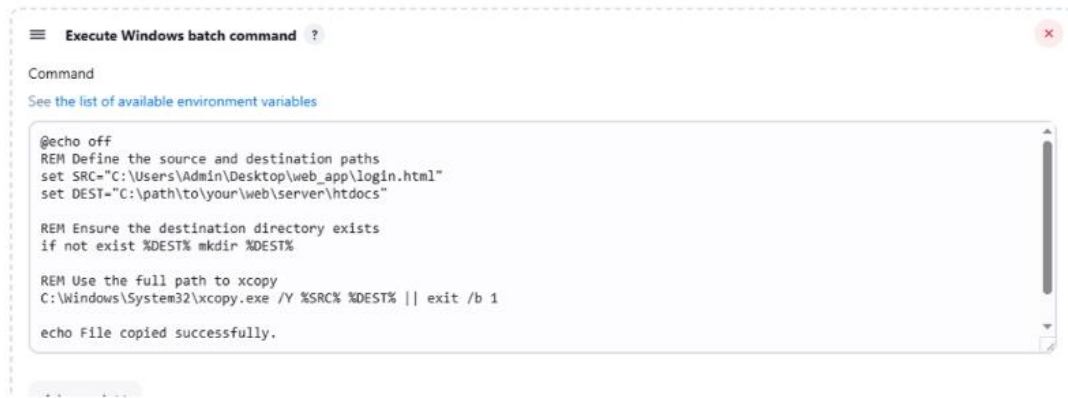 Execute Windows batch command ?
Command
See the list of available environment variables
@echo off
REM Define the source and destination paths
set SRC="C:\Users\Admin\Desktop\web_app\login.html"
set DEST="C:\path\to\your\web\server\htdocs"
REM Ensure the destination directory exists
if not exist %DEST% mkdir %DEST%
REM Use the full path to xcopy
C:\Windows\System32\xcopy.exe /Y %SRC% %DEST% || exit /b 1
echo File copied successfully.